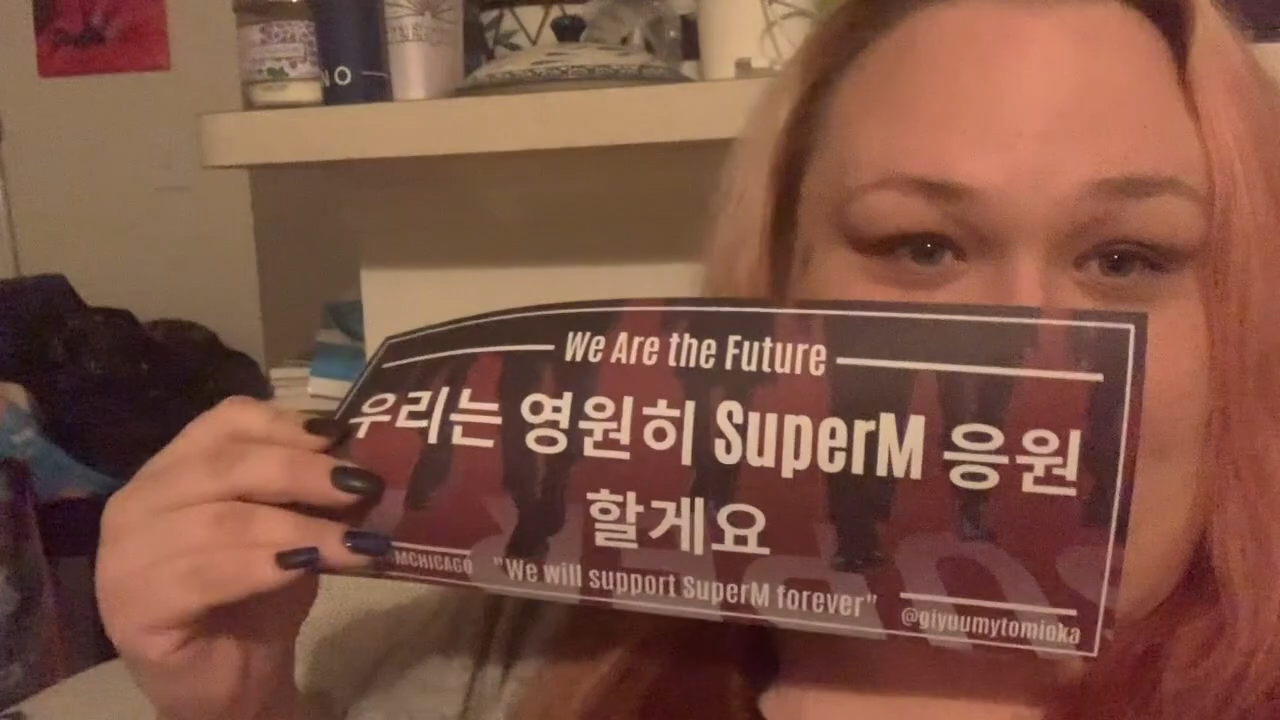 NO
We Are the Future
우리는 영원히 SuperM 응원
할게요
MCHICAGO
"We will support SuperM forever"
@giyuumytomioka